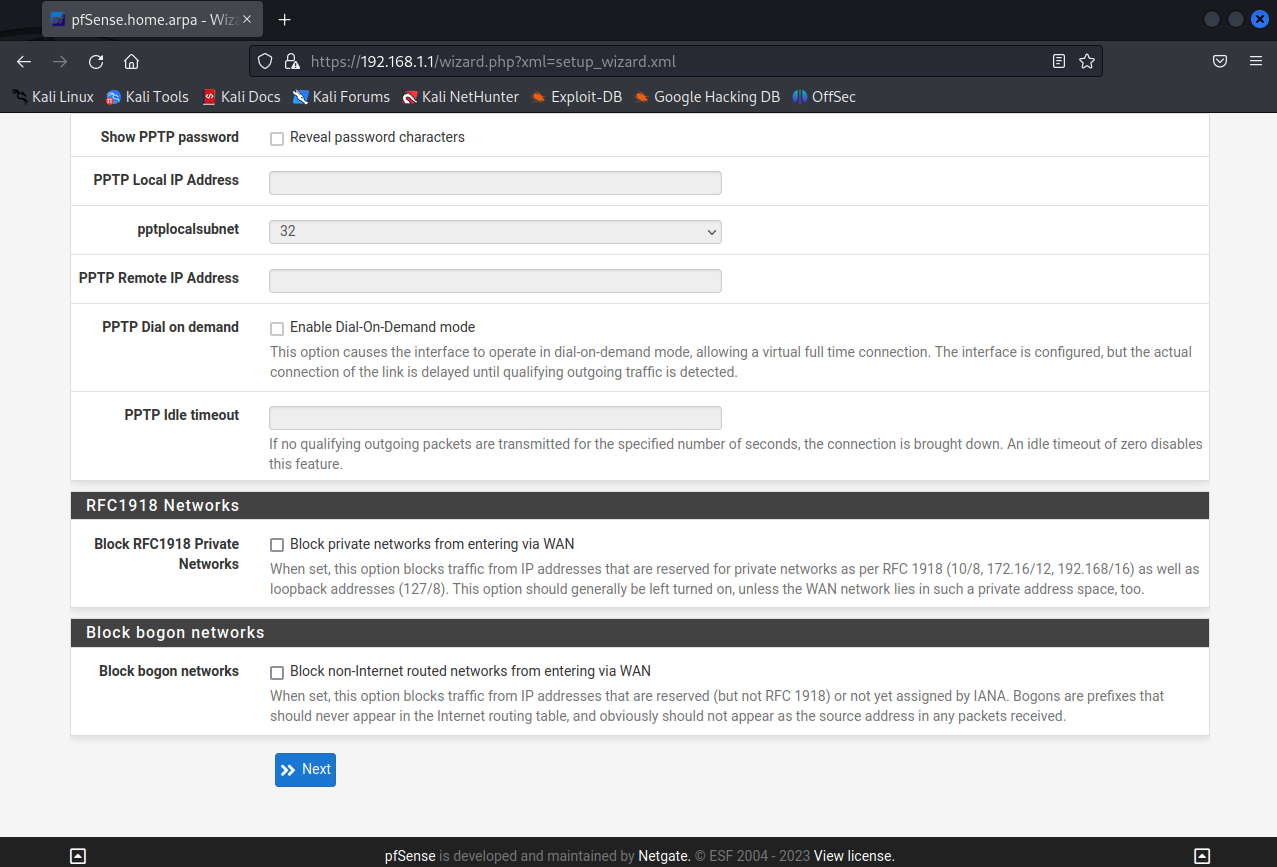 pfSense.home.arpa - Wiz
https://192.168.1.1/wizard.php?xml=setup_wizard.xml
Kali Linux Kali Tools Kali Docs Kali Forums Kali NetHunter Exploit-DB Google Hacking DB OffSec
Show PPTP password Reveal password characters
PPTP Local IP Address
pptplocalsubnet 32
PPTP Remote IP Address
PPTP Dial on demand Enable Dial-On-Demand mode
This option causes the interface to operate in dial-on-demand mode, allowing a virtual full time connection. The interface is configured, but the actual
connection of the link is delayed until qualifying outgoing traffic is detected.
PPTP Idle timeout
If no qualifying outgoing packets are transmitted for the specified number of seconds, the connection is brought down. An idle timeout of zero disables
this feature.
RFC1918 Networks
Block RFC1918 Private Block private networks from entering via WAN
Networks
When set, this option blocks traffic from IP addresses that are reserved for private networks as per RFC 1918 (10/8, 172.16/12, 192.168/16) as well as
loopback addresses (127/8). This option should generally be left turned on, unless the WAN network lies in such a private address space, too.
Block bogon networks
Block bogon networks Block non-Internet routed networks from entering via WAN
When set, this option blocks traffic from IP addresses that are reserved (but not RFC 1918) or not yet assigned by IANA. Bogons are prefixes that
should never appear in the Internet routing table, and obviously should not appear as the source address in any packets received.
Next
pfSense is developed and maintained by Netgate. © ESF 2004 - 2023 View license.